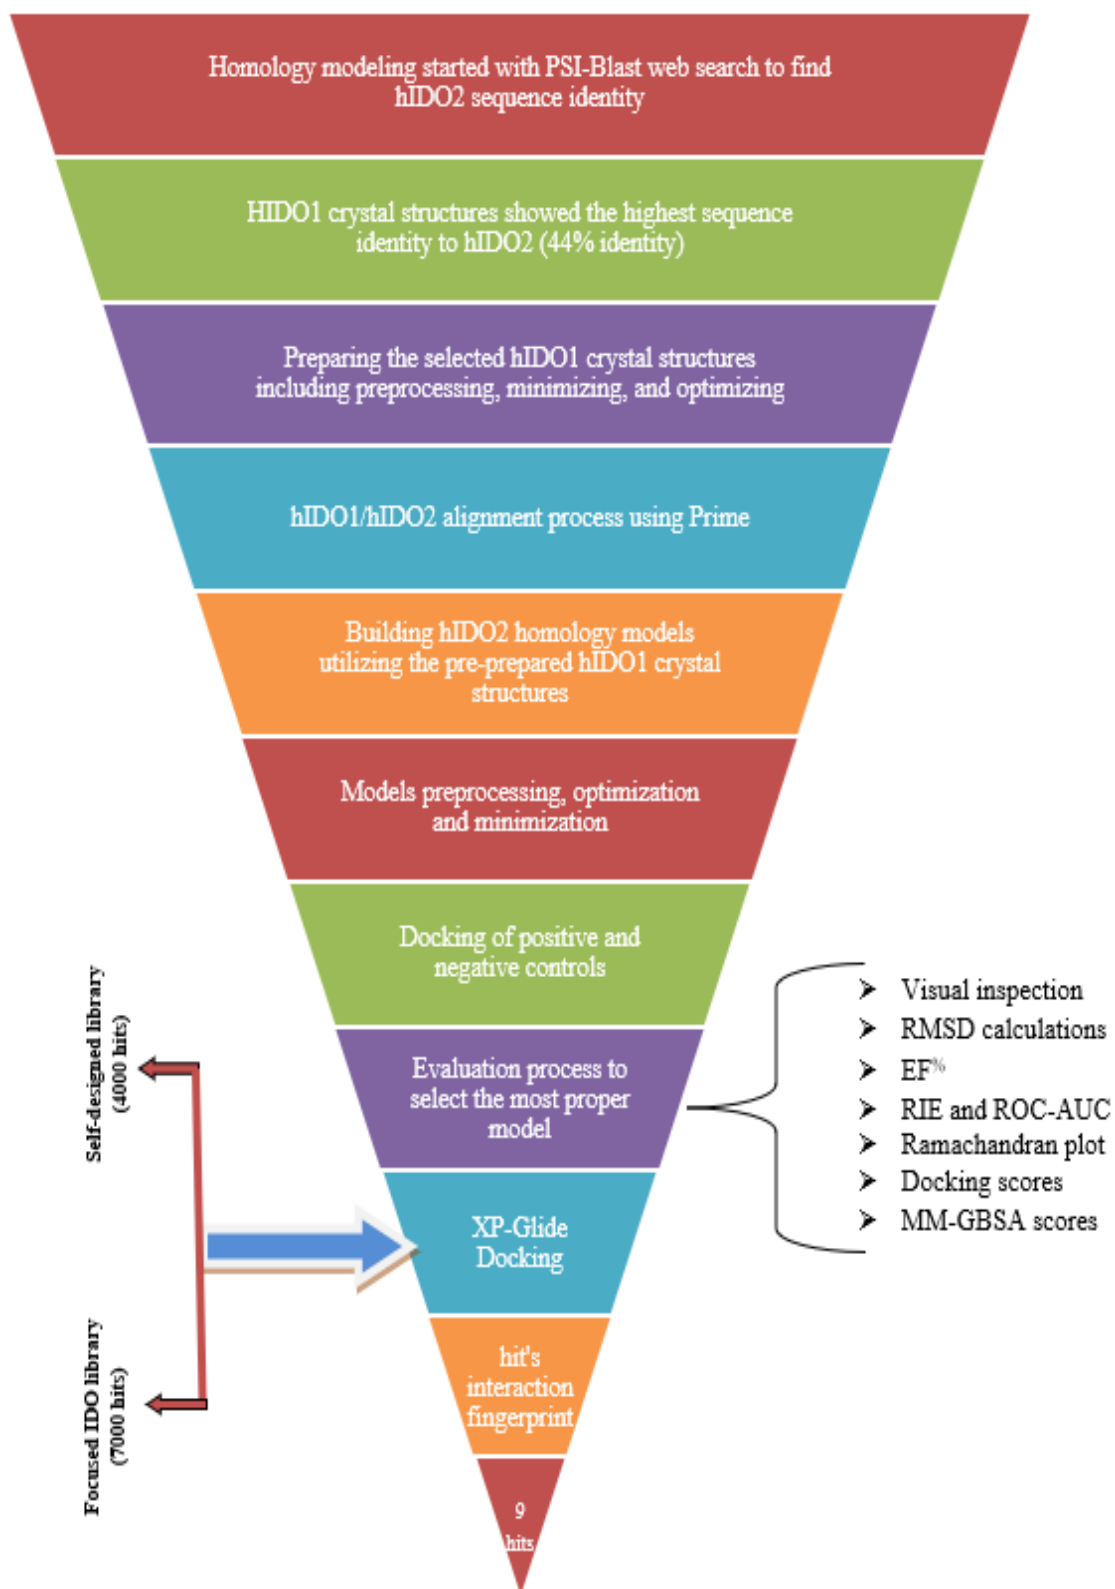 Homology modeling started with PSI-Blast web search to find
hIDO2 sequence identity
HIDO1 crystal structures showed the highest sequence
identity to hIDO2 (44% identity)
Preparing the selected hIDO1 crystal structures
including preprocessing, minimizing, and optimizing
hIDO1/hIDO2 alignment process using Prime
Building hIDO2 homology models
utilizing the pre-prepared hIDO1 crystal
structures
Models preprocessing, optimization
and minimization
Docking of positive and
negative controls
Evaluation process to
select the most proper
model
➤ Visual inspection
➤ RMSD calculations
➤ EF%
➤ RIE and ROC-AUC
➤ Ramachandran plot
➤ Docking scores
➤ MM-GBSA scores
Self-designed library
(4000 hits)
Focused IDO library
(7000 hits)
XP-Glide
Docking
hit's
interaction
fingerprint
9
hits